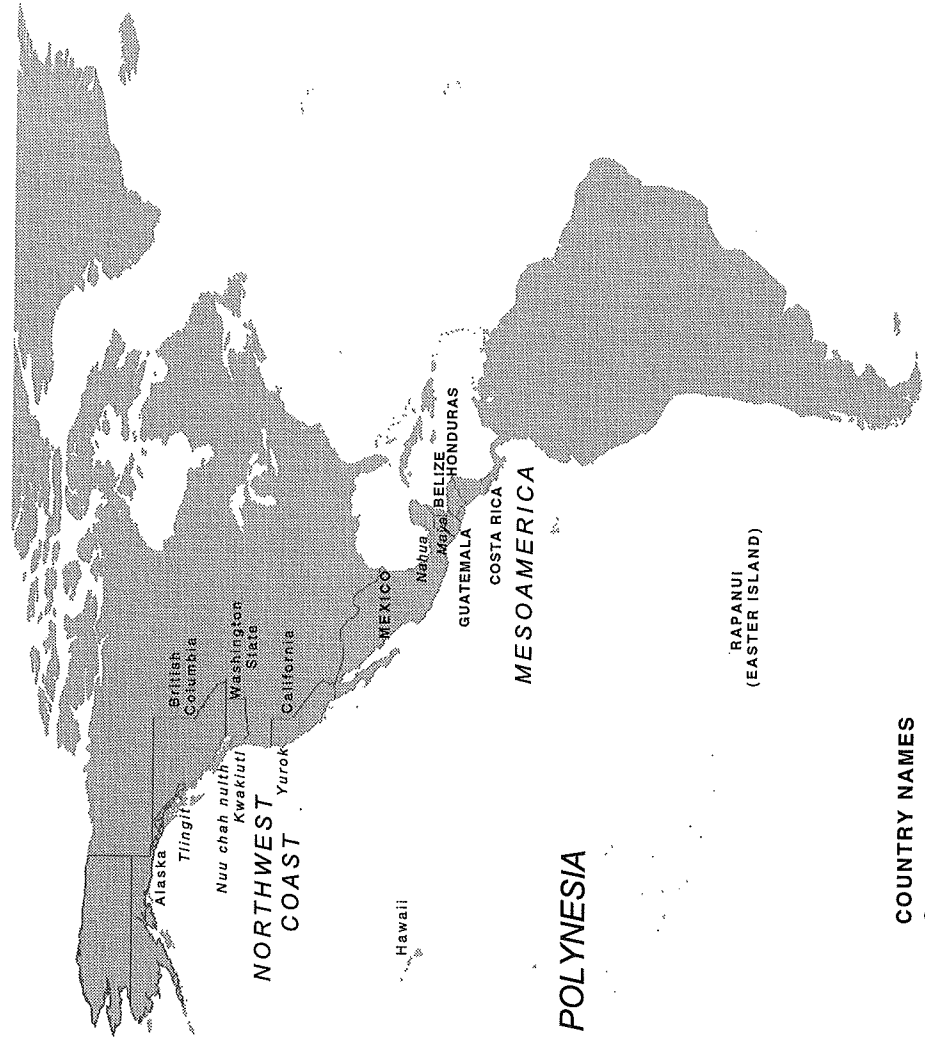 Alaska
Tlingit
British
Columbia
Nuu chah nulth
Kwakiutl
Washington
State
NORTHWEST
COAST
Yurok
California
Hawaii
MEXICO
Nahua
Maya
BELIZE
HONDURAS
GUATEMALA
COSTA RICA
MESOAMERICA
POLYNESIA
RAPANUI
(EASTER ISLAND)
COUNTRY NAMES